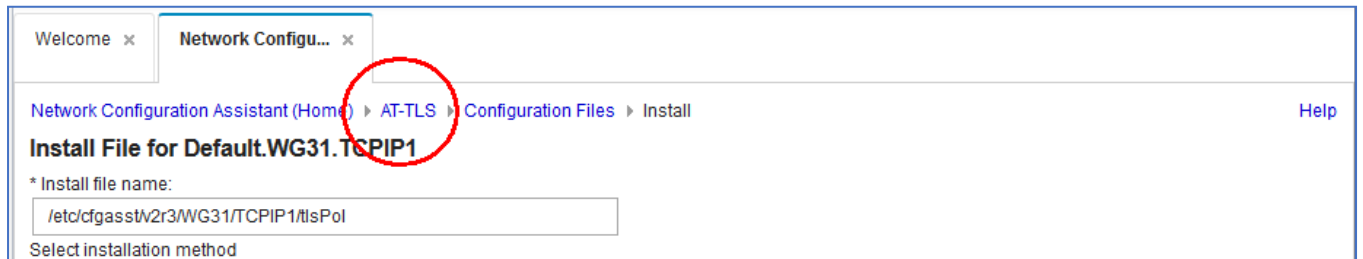 Welcome × Network Configu... ×
Network Configuration Assistant (Home) ▸ AT-TLS ▸ Configuration Files ▸ Install Help
Install File for Default.WG31.TCPIP1
* Install file name:
/etc/cfgasst/v2r3/WG31/TCPIP1/tlsPol
Select installation method